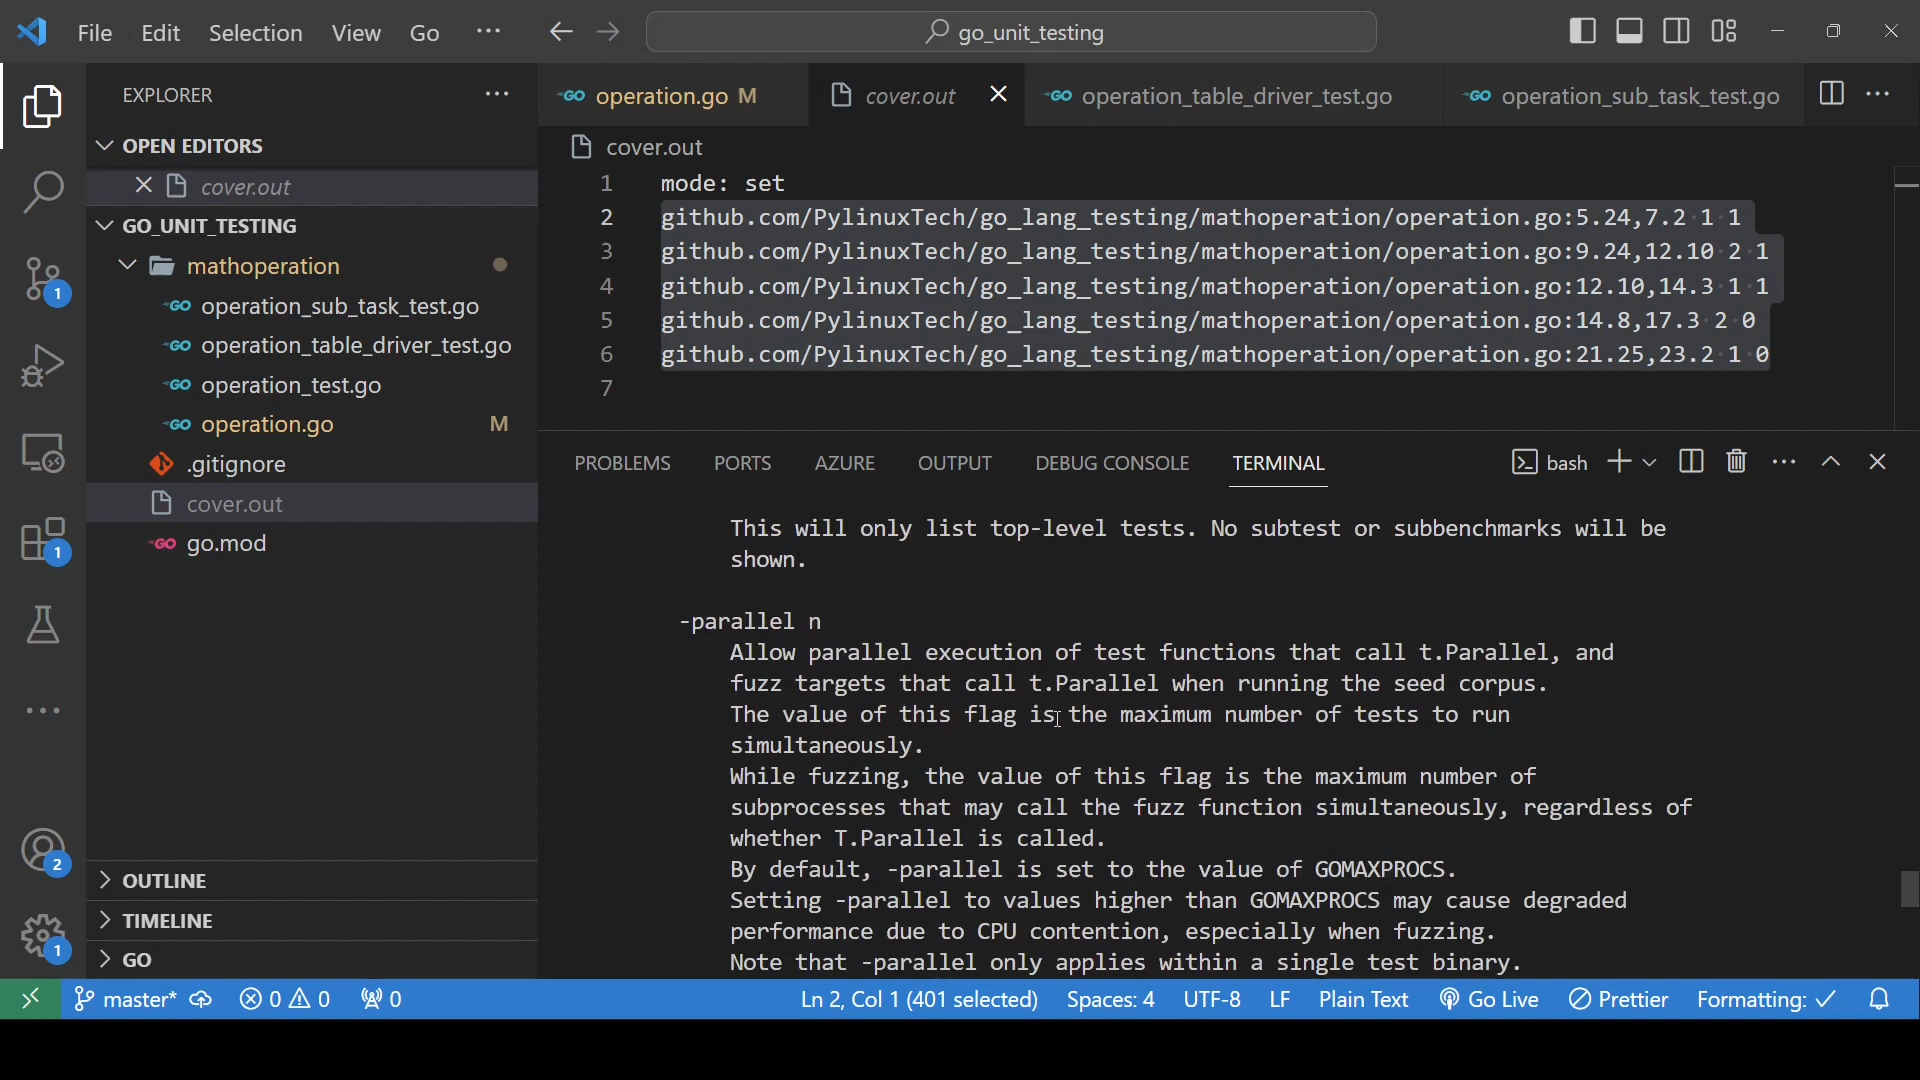 File Edit Selection View Go ··· go_unit_testing
EXPLORER ···
OPEN EDITORS
cover.out
GO_UNIT_TESTING
mathoperation
GO operation_sub_task_test.go
GO operation_table_driver_test.go
GO operation_test.go
GO operation.go M
.gitignore
cover.out
GO go.mod
OUTLINE
TIMELINE
GO
1
1
2
1
GO operation.go M
cover.out
GO operation_table_driver_test.go
GO operation_sub_task_test.go
cover.out
1 mode: set
2 github.com/PylinuxTech/go_lang_testing/mathoperation/operation.go:5.24,7.2·1·1
3 github.com/PylinuxTech/go_lang_testing/mathoperation/operation.go:9.24,12.10·2·1
4 github.com/PylinuxTech/go_lang_testing/mathoperation/operation.go:12.10,14.3·1·1
5 github.com/PylinuxTech/go_lang_testing/mathoperation/operation.go:14.8,17.3·2·0
6 github.com/PylinuxTech/go_lang_testing/mathoperation/operation.go:21.25,23.2·1·0
7
PROBLEMS PORTS AZURE OUTPUT DEBUG CONSOLE TERMINAL bash
This will only list top-level tests. No subtest or subbenchmarks will be
shown.
-parallel n
Allow parallel execution of test functions that call t.Parallel, and
fuzz targets that call t.Parallel when running the seed corpus.
The value of this flag is the maximum number of tests to run
simultaneously.
While fuzzing, the value of this flag is the maximum number of
subprocesses that may call the fuzz function simultaneously, regardless of
whether T.Parallel is called.
By default, -parallel is set to the value of GOMAXPROCS.
Setting -parallel to values higher than GOMAXPROCS may cause degraded
performance due to CPU contention, especially when fuzzing.
Note that -parallel only applies within a single test binary.
master* 0 0 0 Ln 2, Col 1 (401 selected) Spaces: 4 UTF-8 LF Plain Text Go Live Prettier Formatting: ✓